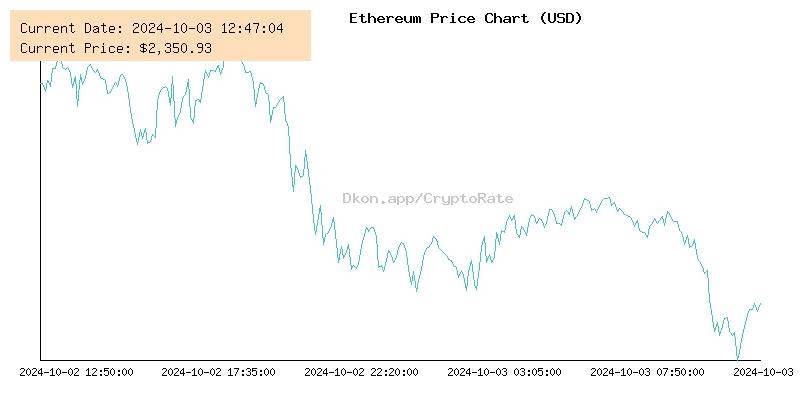 Ethereum Price Chart (USD)
Current Date: 2024-10-03 12:47:04
Current Price: $2,350.93
Dkon.app/CryptoRate
2024-10-02 12:50:00 2024-10-02 17:35:00 2024-10-02 22:20:00 2024-10-03 03:05:00 2024-10-03 07:50:00 2024-10-03